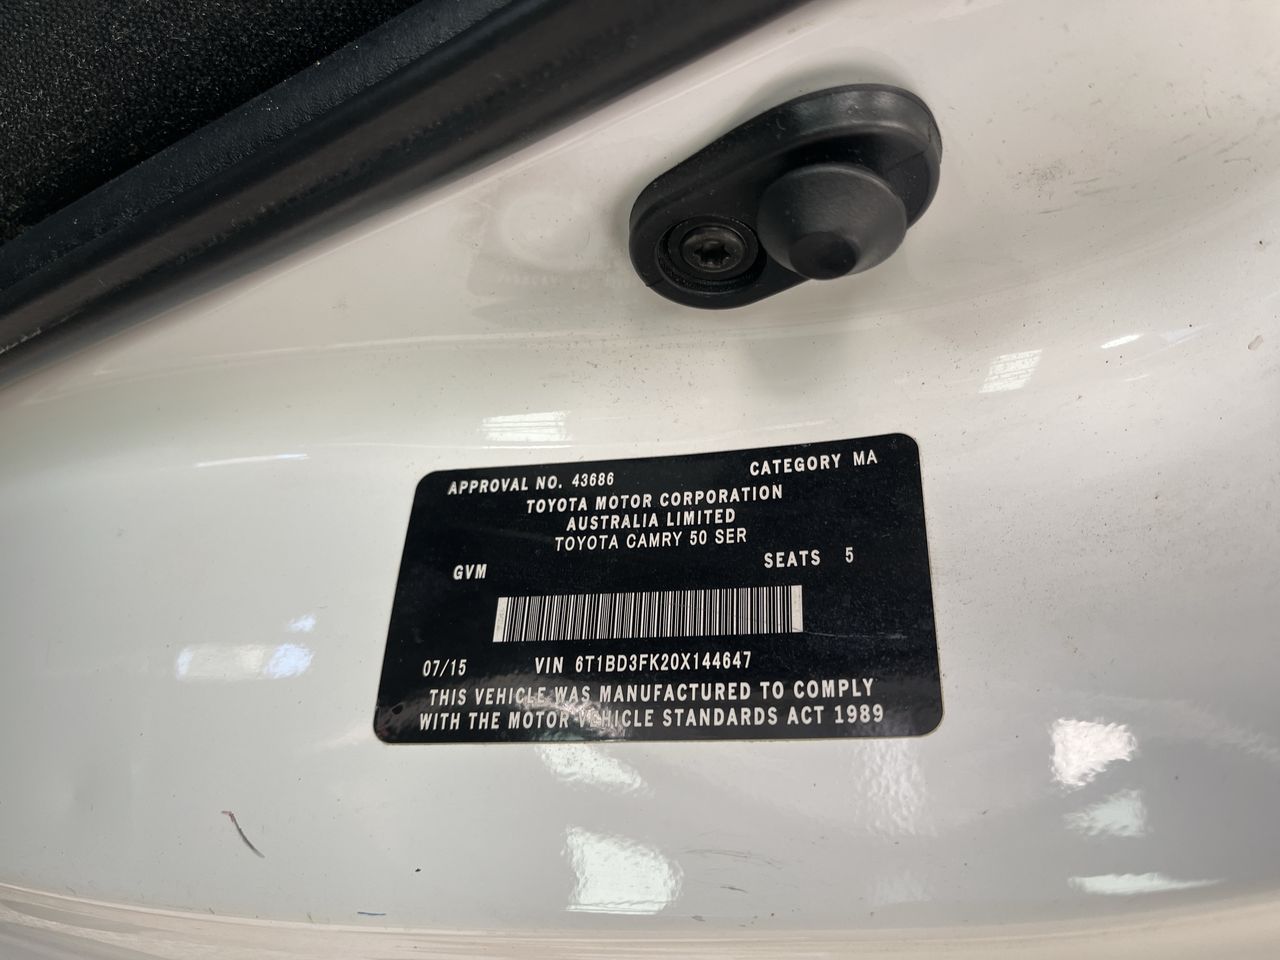 APPROVAL NO. 43686 CATEGORY MA
TOYOTA MOTOR CORPORATION
AUSTRALIA LIMITED
TOYOTA CAMRY 50 SER
GVM SEATS 5
07/15 VIN 6T1BD3FK20X144647
THIS VEHICLE WAS MANUFACTURED TO COMPLY
WITH THE MOTOR VEHICLE STANDARDS ACT 1989